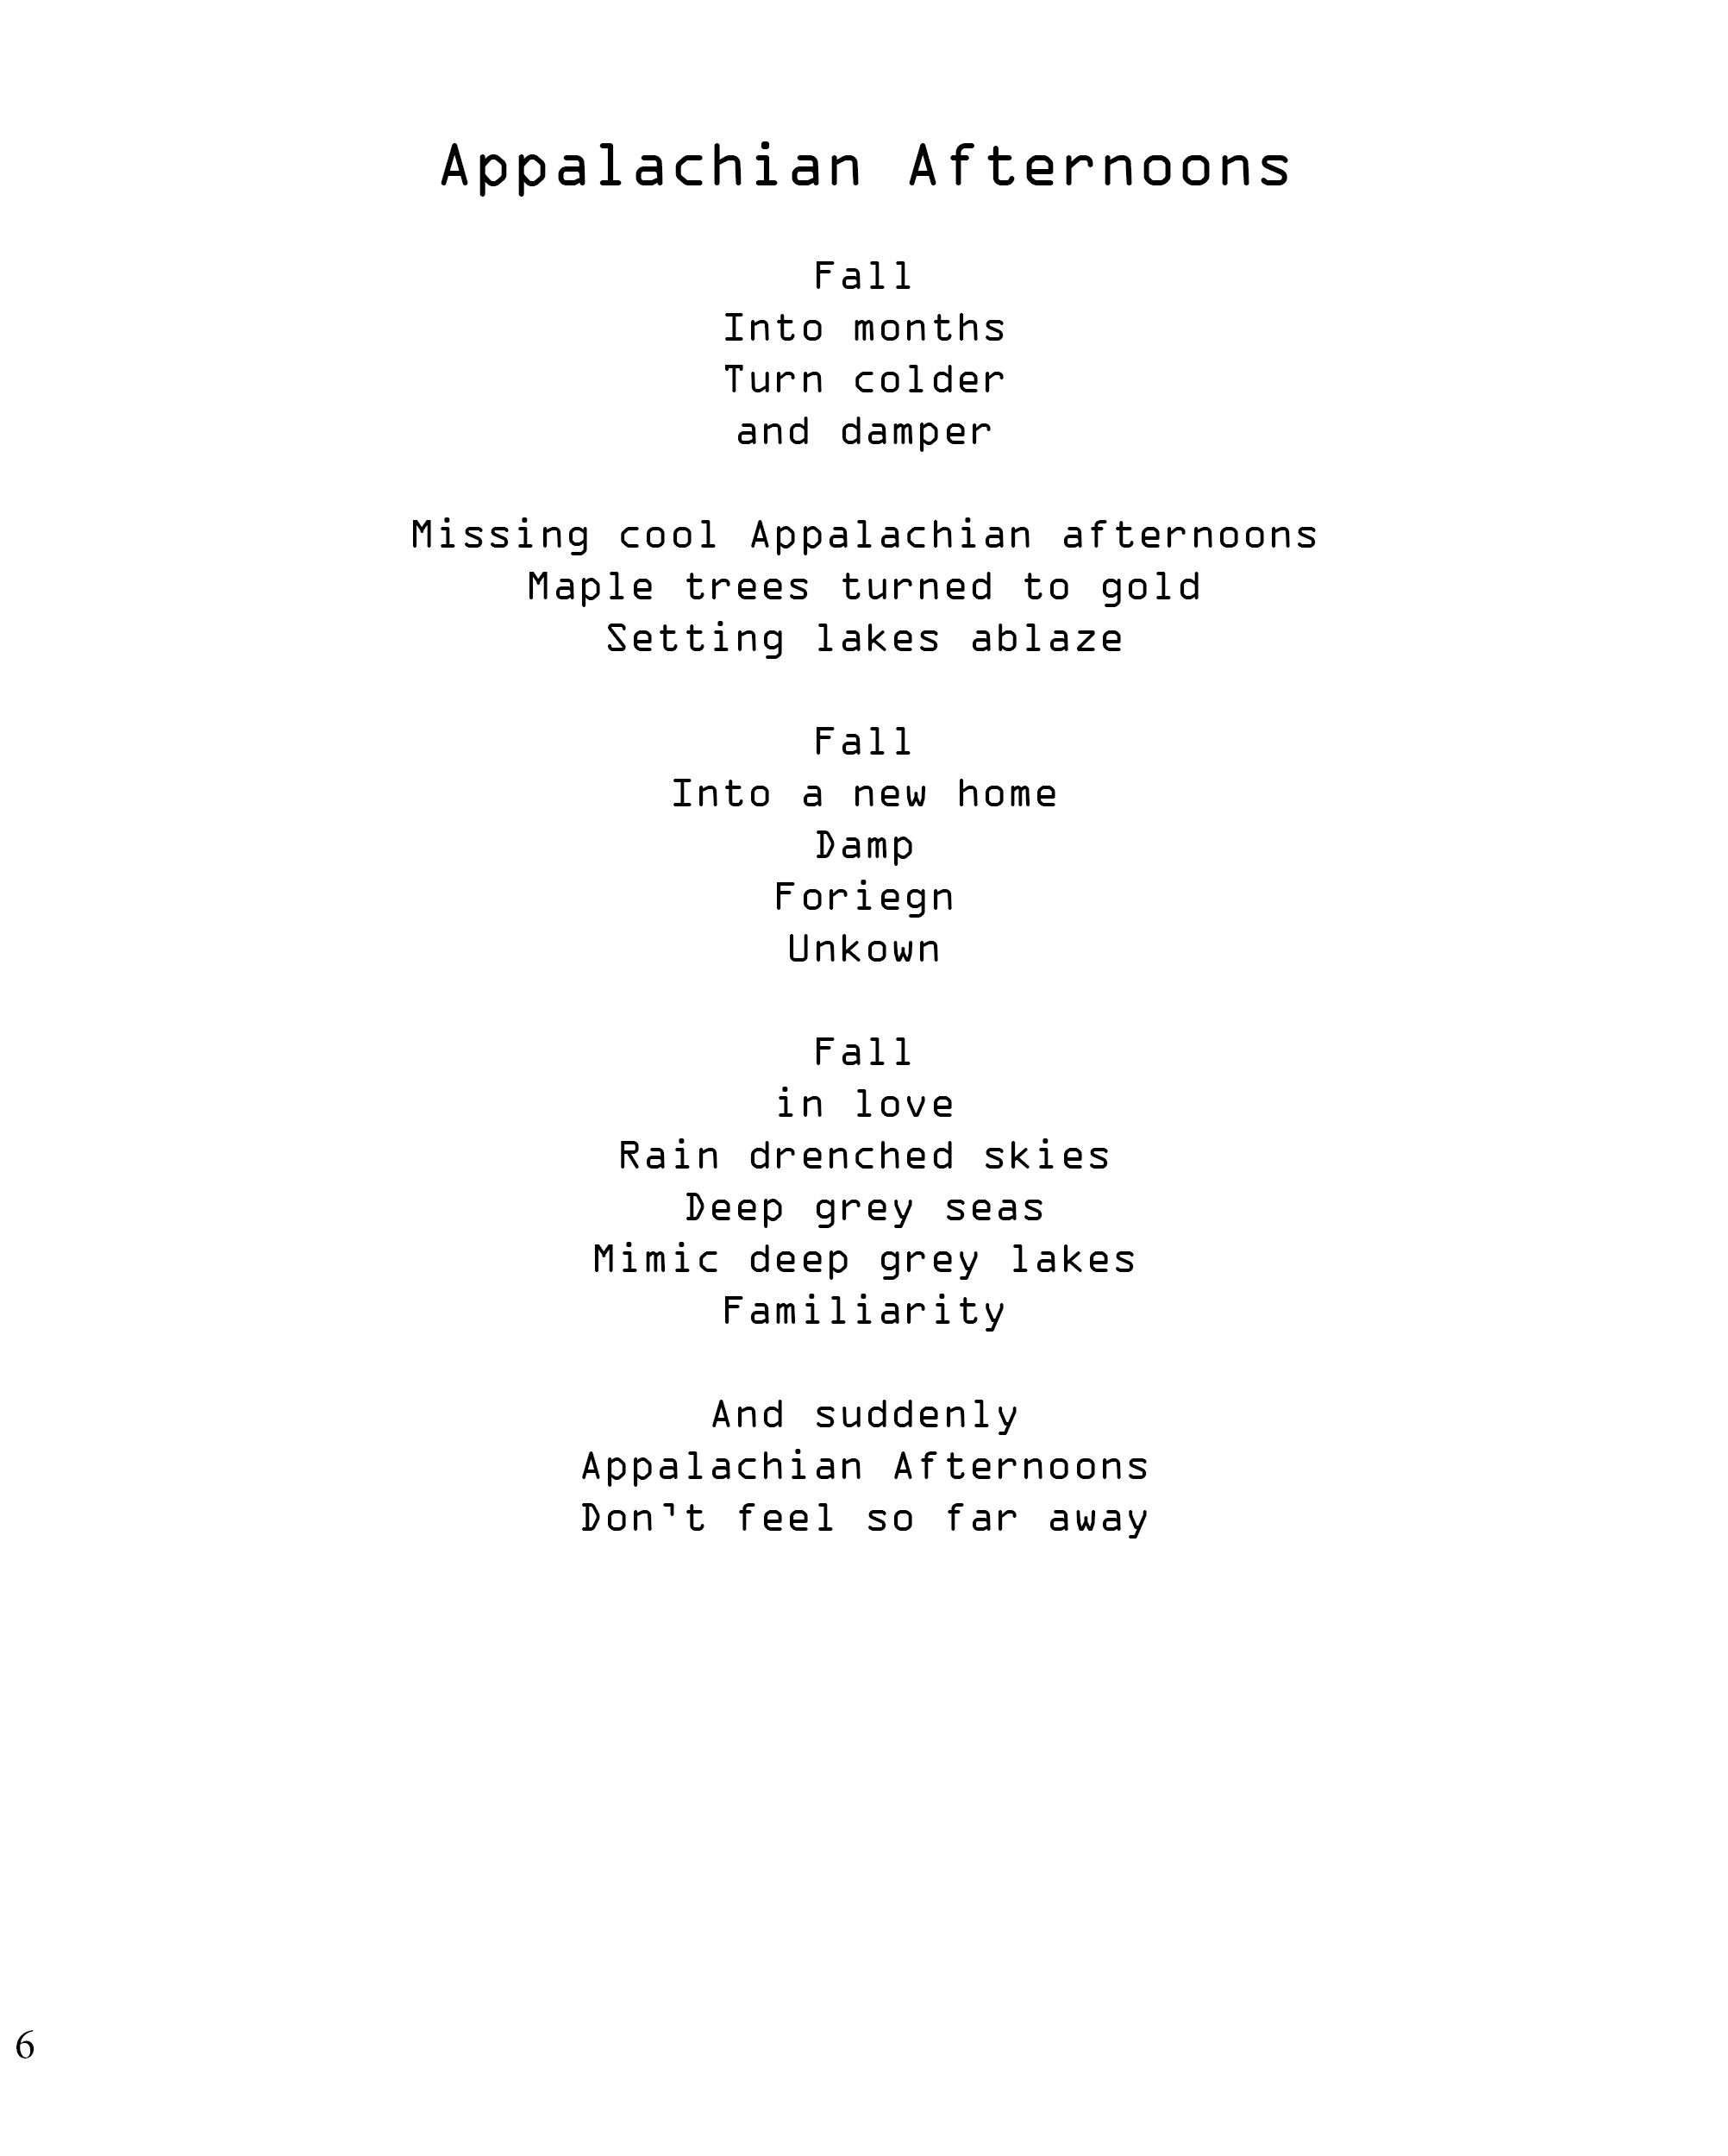 Appalachian Afternoons
Fall
Into months
Turn colder
and damper
Missing cool Appalachian afternoons
Maple trees turned to gold
Setting lakes ablaze
Fall
Into a new home
Damp
Foriegn
Unkown
Fall
in love
Rain drenched skies
Deep grey seas
Mimic deep grey lakes
Familiarity
And suddenly
Appalachian Afternoons
Don't feel so far away
6